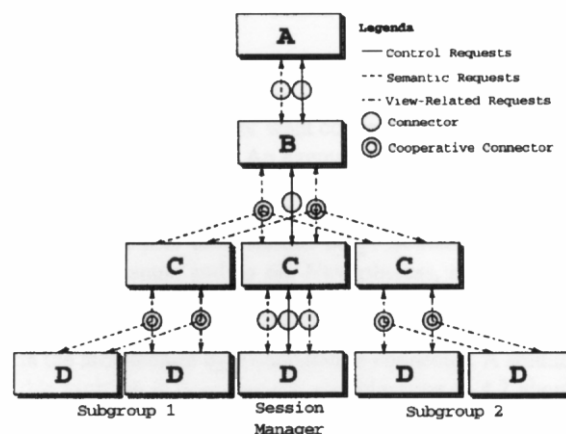 A
Legenda
Control Requests
Semantic Requests
View-Related Requests
Connector
Cooperative Connector
B
C C C
D D D D D
Subgroup 1 Session Subgroup 2
Manager